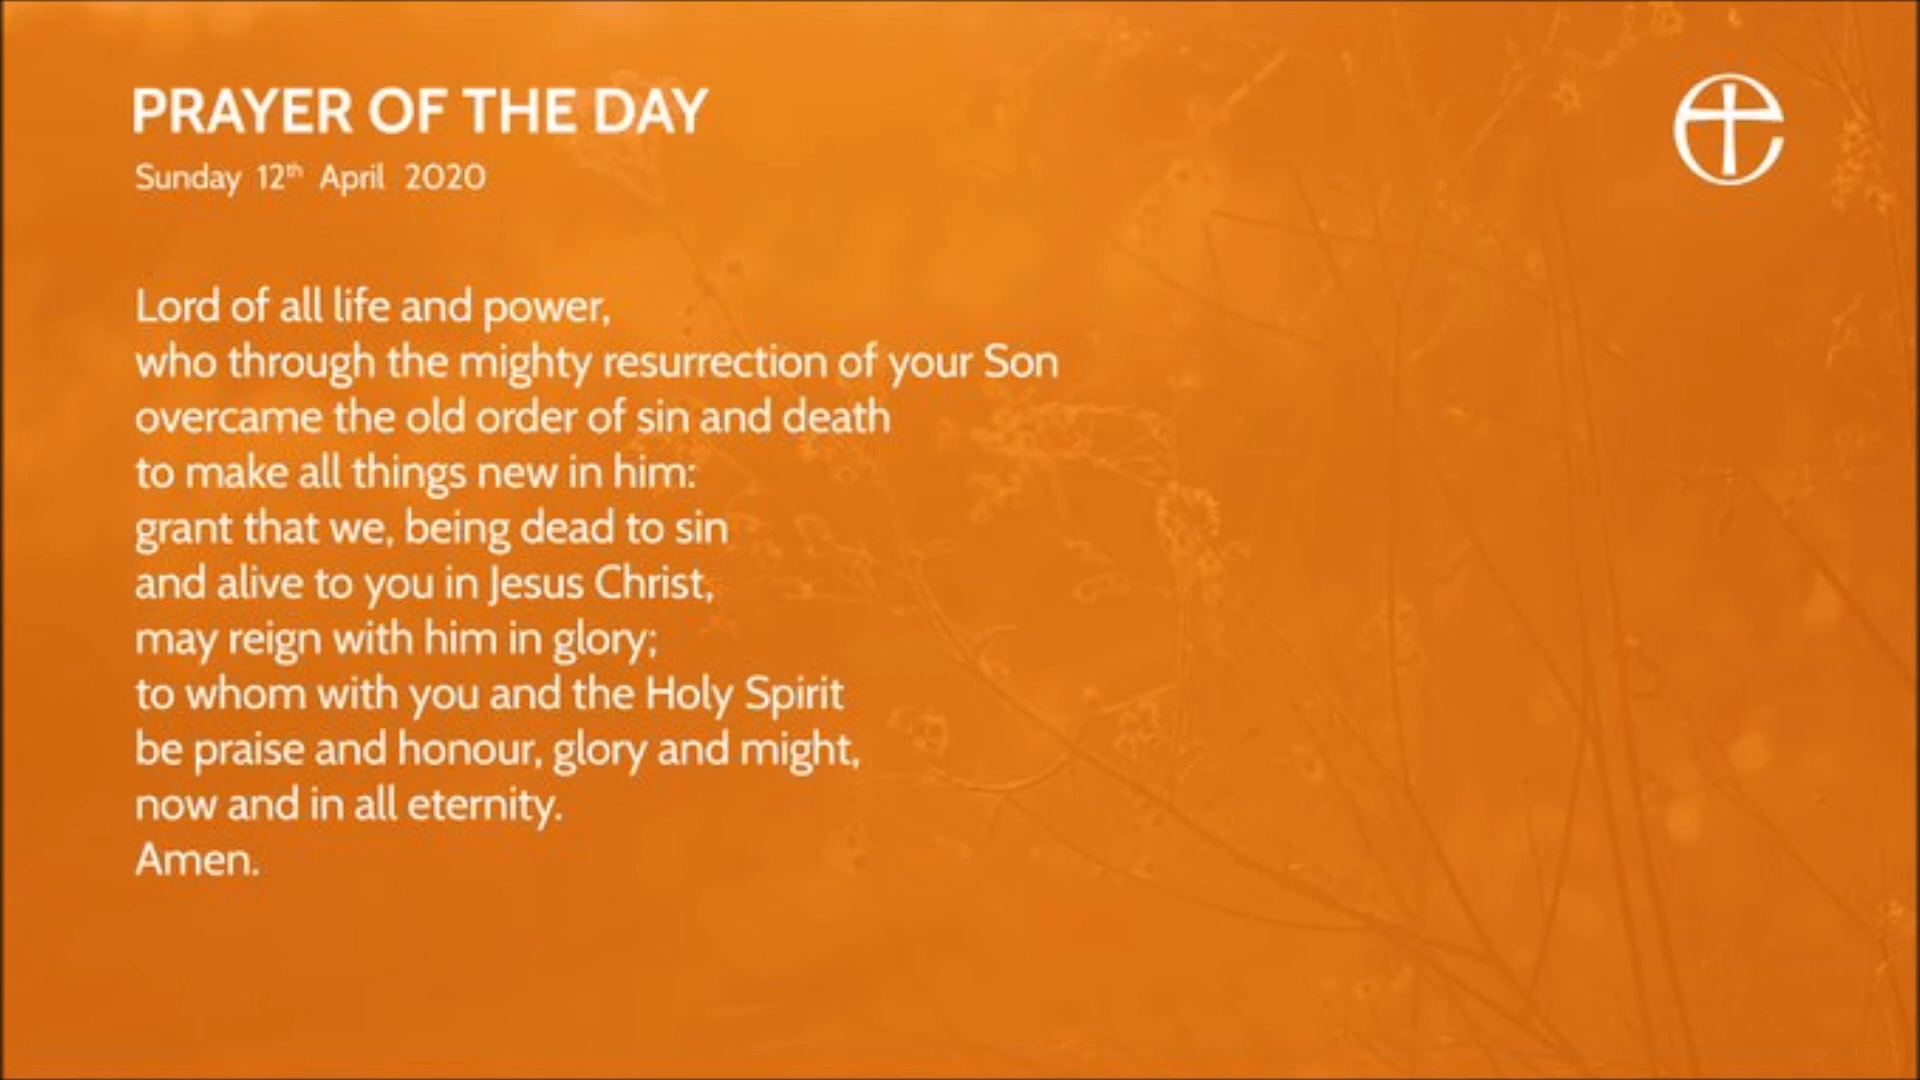 PRAYER OF THE DAY
Sunday 12th April 2020
Lord of all life and power,
who through the mighty resurrection of your Son
overcame the old order of sin and death
to make all things new in him:
grant that we, being dead to sin
and alive to you in Jesus Christ,
may reign with him in glory;
to whom with you and the Holy Spirit
be praise and honour, glory and might,
now and in all eternity.
Amen.